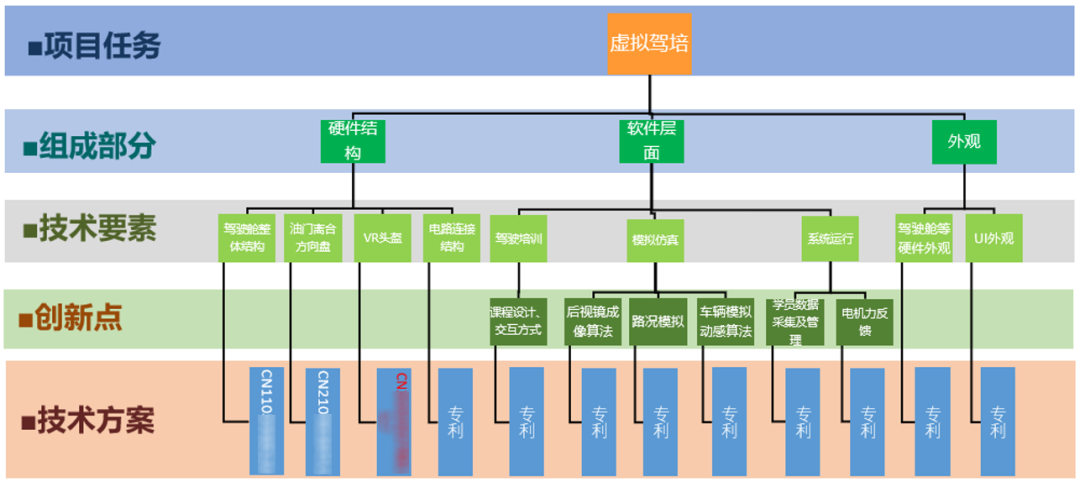 ■项目任务
虚拟驾培
■组成部分
硬件结
构
软件层
面
外观
■技术要素
驾驶舱整
体结构
油门离合
方向盘
VR头盔
电路连接
结构
驾驶培训
模拟仿真
系统运行
驾驶舱等
硬件外观
UI外观
■创新点
课程设计、
交互方式
后视镜成
像算法
路况模拟
车辆模拟
动感算法
学员数据
采集及管
理
电机力反
馈
■技术方案
CN110
CN210
CN
专利
专利
专利
专利
专利
专利
专利
专利
专利